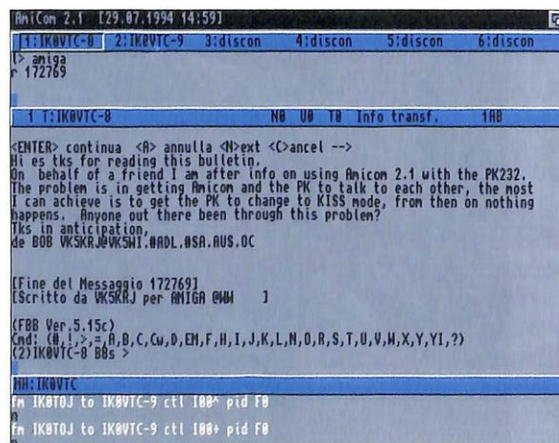 AmiCom 2.1 [29.07.1994 14:59]
1:IK0VTC-8 2:IK0VTC-9 3:discon 4:discon 5:discon 6:discon
l> amiga
r 172769
1 T:IK0VTC-8 N0 U0 T0 Info transf. 1AB
<ENTER> continua <A> annulla <N>ext <C>ancel -->
Hi es tks for reading this bulletin.
On behalf of a friend I am after info on using Amicom 2.1 with the PK232.
The problem is in getting Amicom and the PK to talk to each other, the most
I can achieve is to get the PK to change to KISS mode, from then on nothing
happens. Anyone out there been through this problem?
Tks in anticipation,
de BOB VK5KRJ@VK5WI.#ADL.#SA.AUS.OC
[Fine del Messaggio 172769]
[Scritto da VK5KRJ per AMIGA @WW ]
(FBB Ver.5.15c)
Cmd: (@,!,>,=,A,B,C,Cw,D,EM,F,H,I,J,K,L,N,O,R,S,T,U,V,W,X,Y,YI,?)
(2)IK0VTC-8 BBs >
MH:IK0VTC
fm IK0TOJ to IK0VTC-9 ctl I00^ pid F0
n
fm IK0TOJ to IK0VTC-9 ctl I00+ pid F0
n